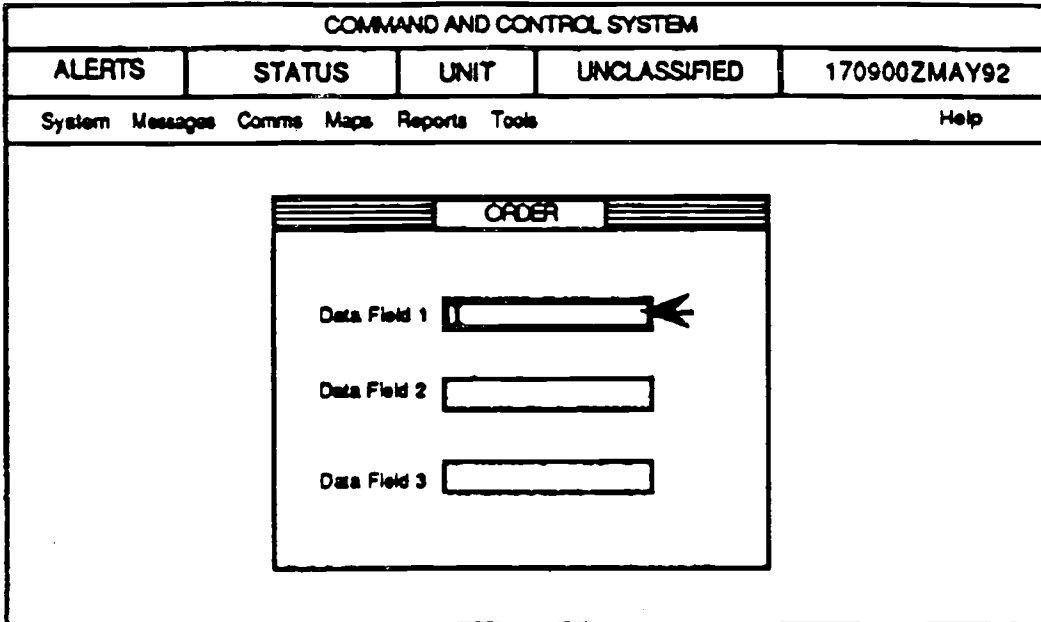 COMMAND AND CONTROL SYSTEM
ALERTS STATUS UNIT UNCLASSIFIED 170900ZMAY92
System Messages Comms Maps Reports Tools Help
ORDER
Data Field 1
Data Field 2
Data Field 3